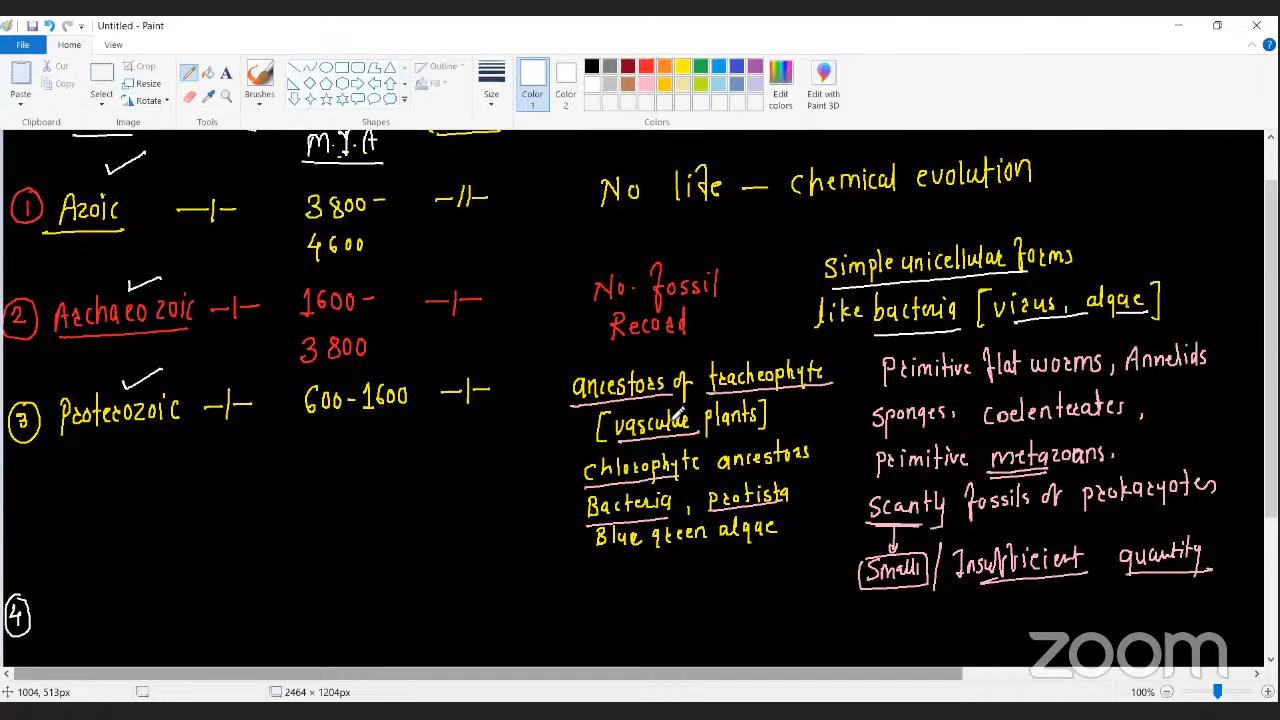 Untitled - Paint
File Home View
Paste Cut Copy Select Crop Resize Rotate Brushes Outline Fill Size Color 1 Color 2 Edit colors Edit with Paint 3D
Clipboard Image Tools Shapes Colors
M.Y.A
1 Azoic 3800- No life — chemical evolution
4600
2 Archaeozoic 1600- No. fossil simple unicellular forms
3800 Record like bacteria [virus, algae]
3 Proterozoic 600-1600 ancestors of tracheophyte Primitive flat worms, Annelids
[vascular plants] sponges, coelenterates,
chlorophyte ancestors primitive metazoans.
Bacteria, protista scanty fossils of prokaryotes
Blue green algae
small / Insufficient quantity
4
zoom
1004, 513px 2464 × 1204px 100%